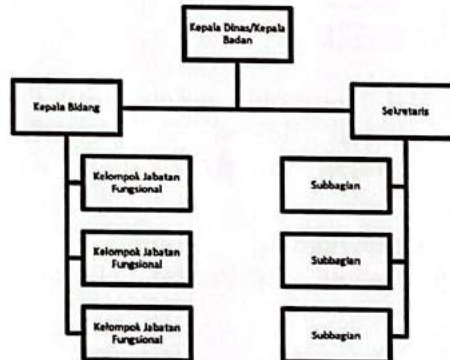 Kepala Dinas/Kepala
Badan
Kepala Bidang
Sekretaris
Kelompok Jabatan
Fungsional
Subbagian
Kelompok Jabatan
Fungsional
Subbagian
Kelompok Jabatan
Fungsional
Subbagian